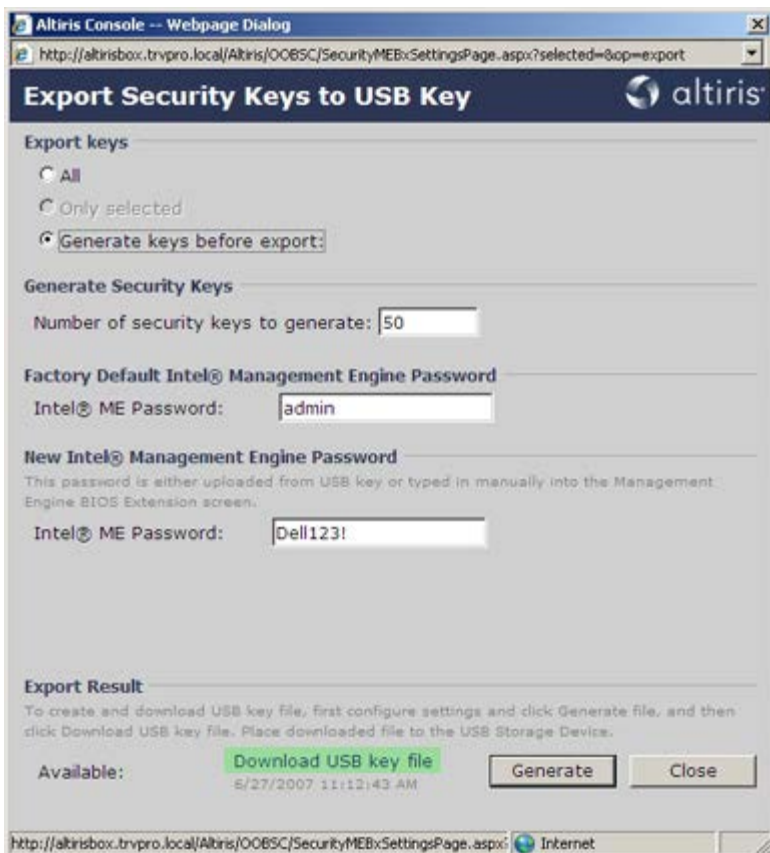 Altiris Console -- Webpage Dialog
http://altirisbox.trvpro.local/Altiris/OOBSC/SecurityMEBxSettingsPage.aspx?selected=&op=export
Export Security Keys to USB Key
altiris
Export keys
All
Only selected
Generate keys before export:
Generate Security Keys
Number of security keys to generate: 50
Factory Default Intel® Management Engine Password
Intel® ME Password: admin
New Intel® Management Engine Password
This password is either uploaded from USB key or typed in manually into the Management
Engine BIOS Extension screen.
Intel® ME Password: Dell123!
Export Result
To create and download USB key file, first configure settings and click Generate file, and then
click Download USB key file. Place downloaded file to the USB Storage Device.
Available: Download USB key file Generate Close
6/27/2007 11:12:43 AM
http://altirisbox.trvpro.local/Altiris/OOBSC/SecurityMEBxSettingsPage.aspx? Internet